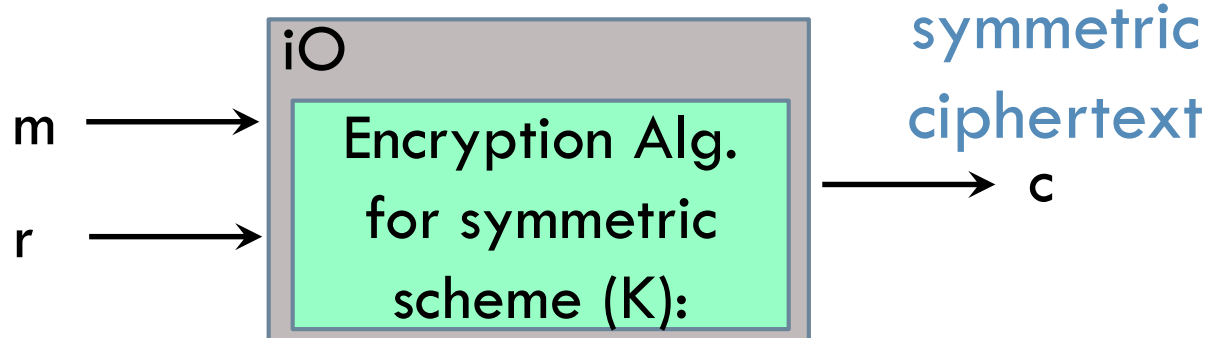 iO
symmetric
ciphertext
m
r
Encryption Alg.
for symmetric
scheme (K):
c